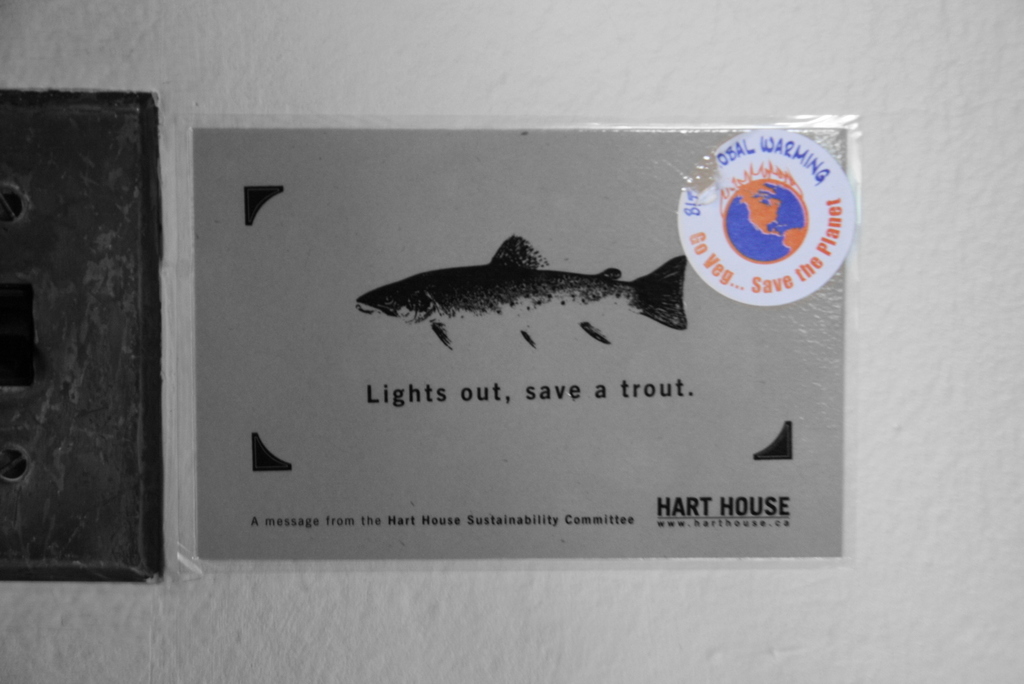 OBAL WARMING
Go Veg... Save the Planet
Lights out, save a trout.
A message from the Hart House Sustainability Committee
HART HOUSE
www.harthouse.ca